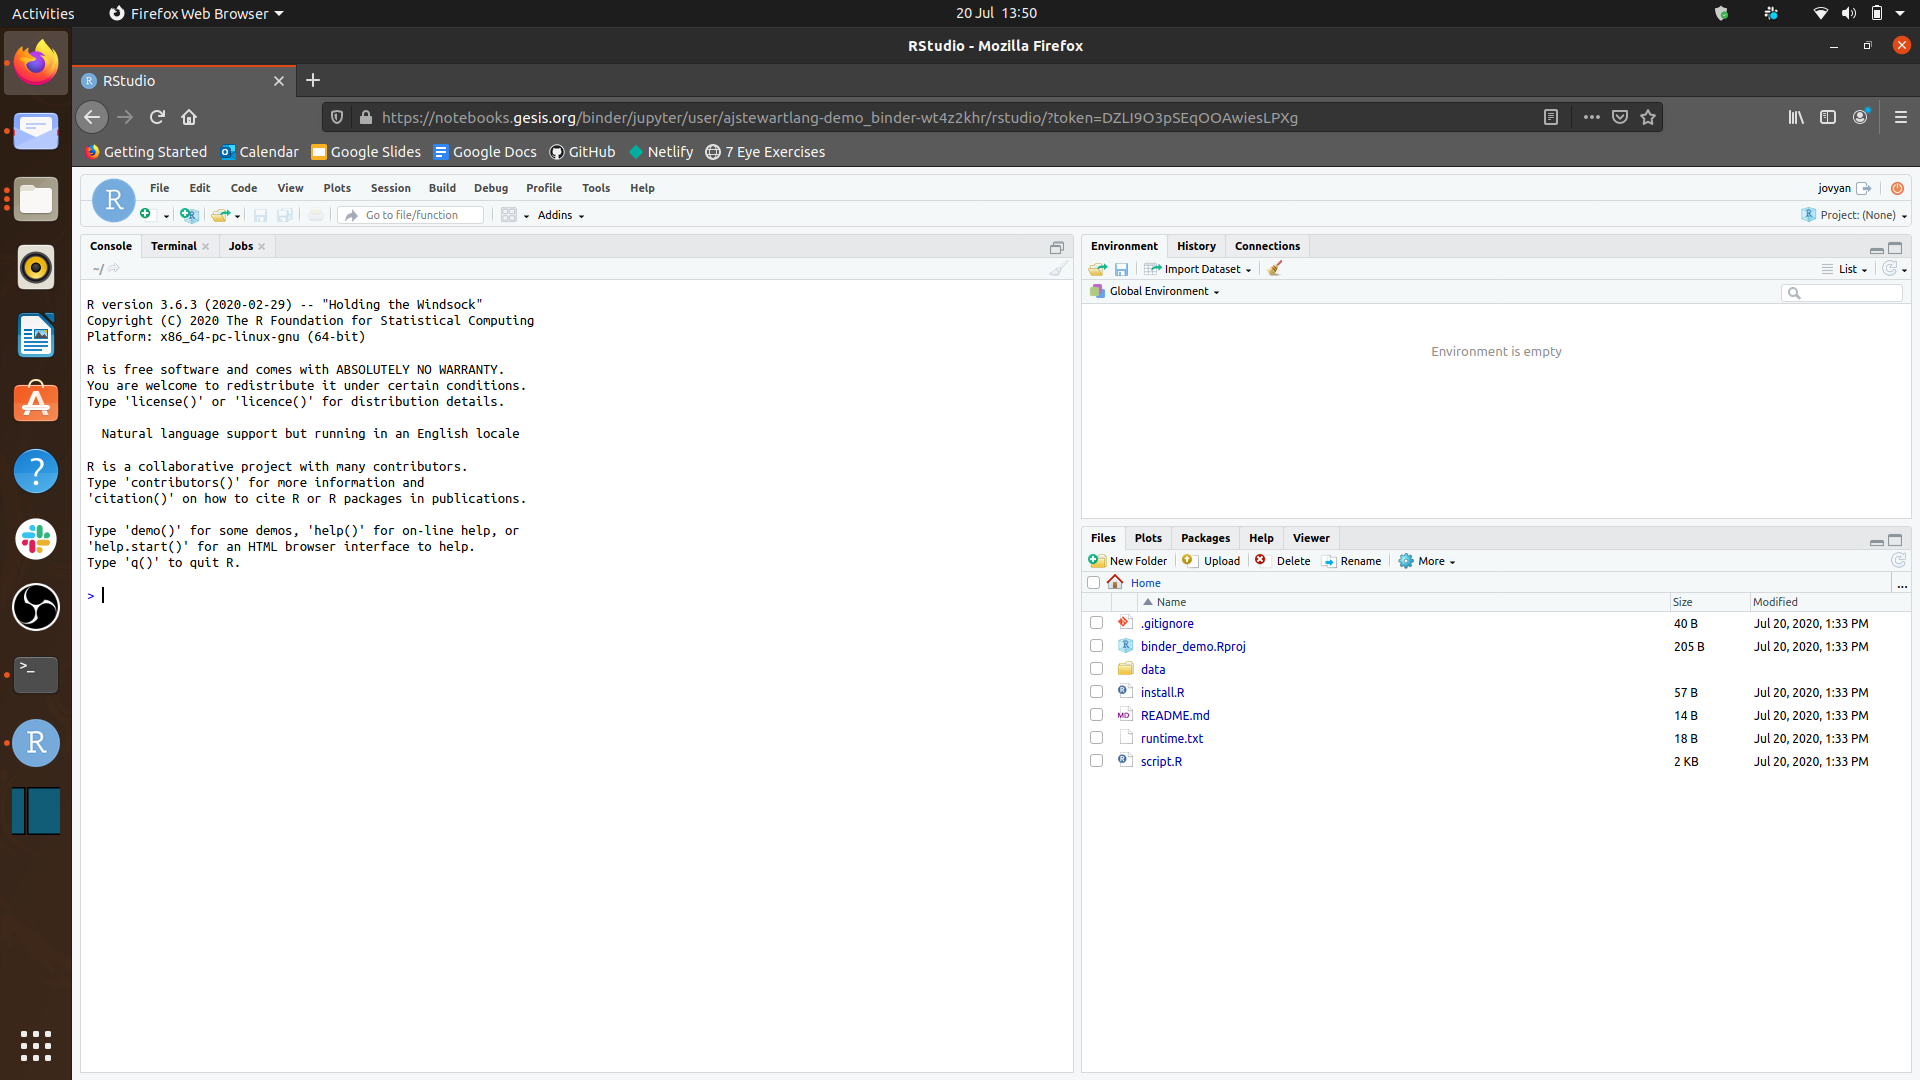 Activities
Firefox Web Browser
20 Jul 13:50
RStudio - Mozilla Firefox
RStudio
https://notebooks.gesis.org/binder/jupyter/user/ajstewartlang-demo_binder-wt4z2khr/rstudio/?token=DZLI9O3pSEqOOAwiesLPXg
Getting Started Calendar Google Slides Google Docs GitHub Netlify 7 Eye Exercises
R File Edit Code View Plots Session Build Debug Profile Tools Help
jovyan
Go to file/function
Addins
Project: (None)
Console Terminal Jobs
~/
R version 3.6.3 (2020-02-29) -- "Holding the Windsock"
Copyright (C) 2020 The R Foundation for Statistical Computing
Platform: x86_64-pc-linux-gnu (64-bit)
R is free software and comes with ABSOLUTELY NO WARRANTY.
You are welcome to redistribute it under certain conditions.
Type 'license()' or 'licence()' for distribution details.
Natural language support but running in an English locale
R is a collaborative project with many contributors.
Type 'contributors()' for more information and
'citation()' on how to cite R or R packages in publications.
Type 'demo()' for some demos, 'help()' for on-line help, or
'help.start()' for an HTML browser interface to help.
Type 'q()' to quit R.
>
Environment History Connections
Import Dataset
List
Global Environment
Environment is empty
Files Plots Packages Help Viewer
New Folder Upload Delete Rename More
Home
...
Name Size Modified
.gitignore 40 B Jul 20, 2020, 1:33 PM
binder_demo.Rproj 205 B Jul 20, 2020, 1:33 PM
data
install.R 57 B Jul 20, 2020, 1:33 PM
README.md 14 B Jul 20, 2020, 1:33 PM
runtime.txt 18 B Jul 20, 2020, 1:33 PM
script.R 2 KB Jul 20, 2020, 1:33 PM